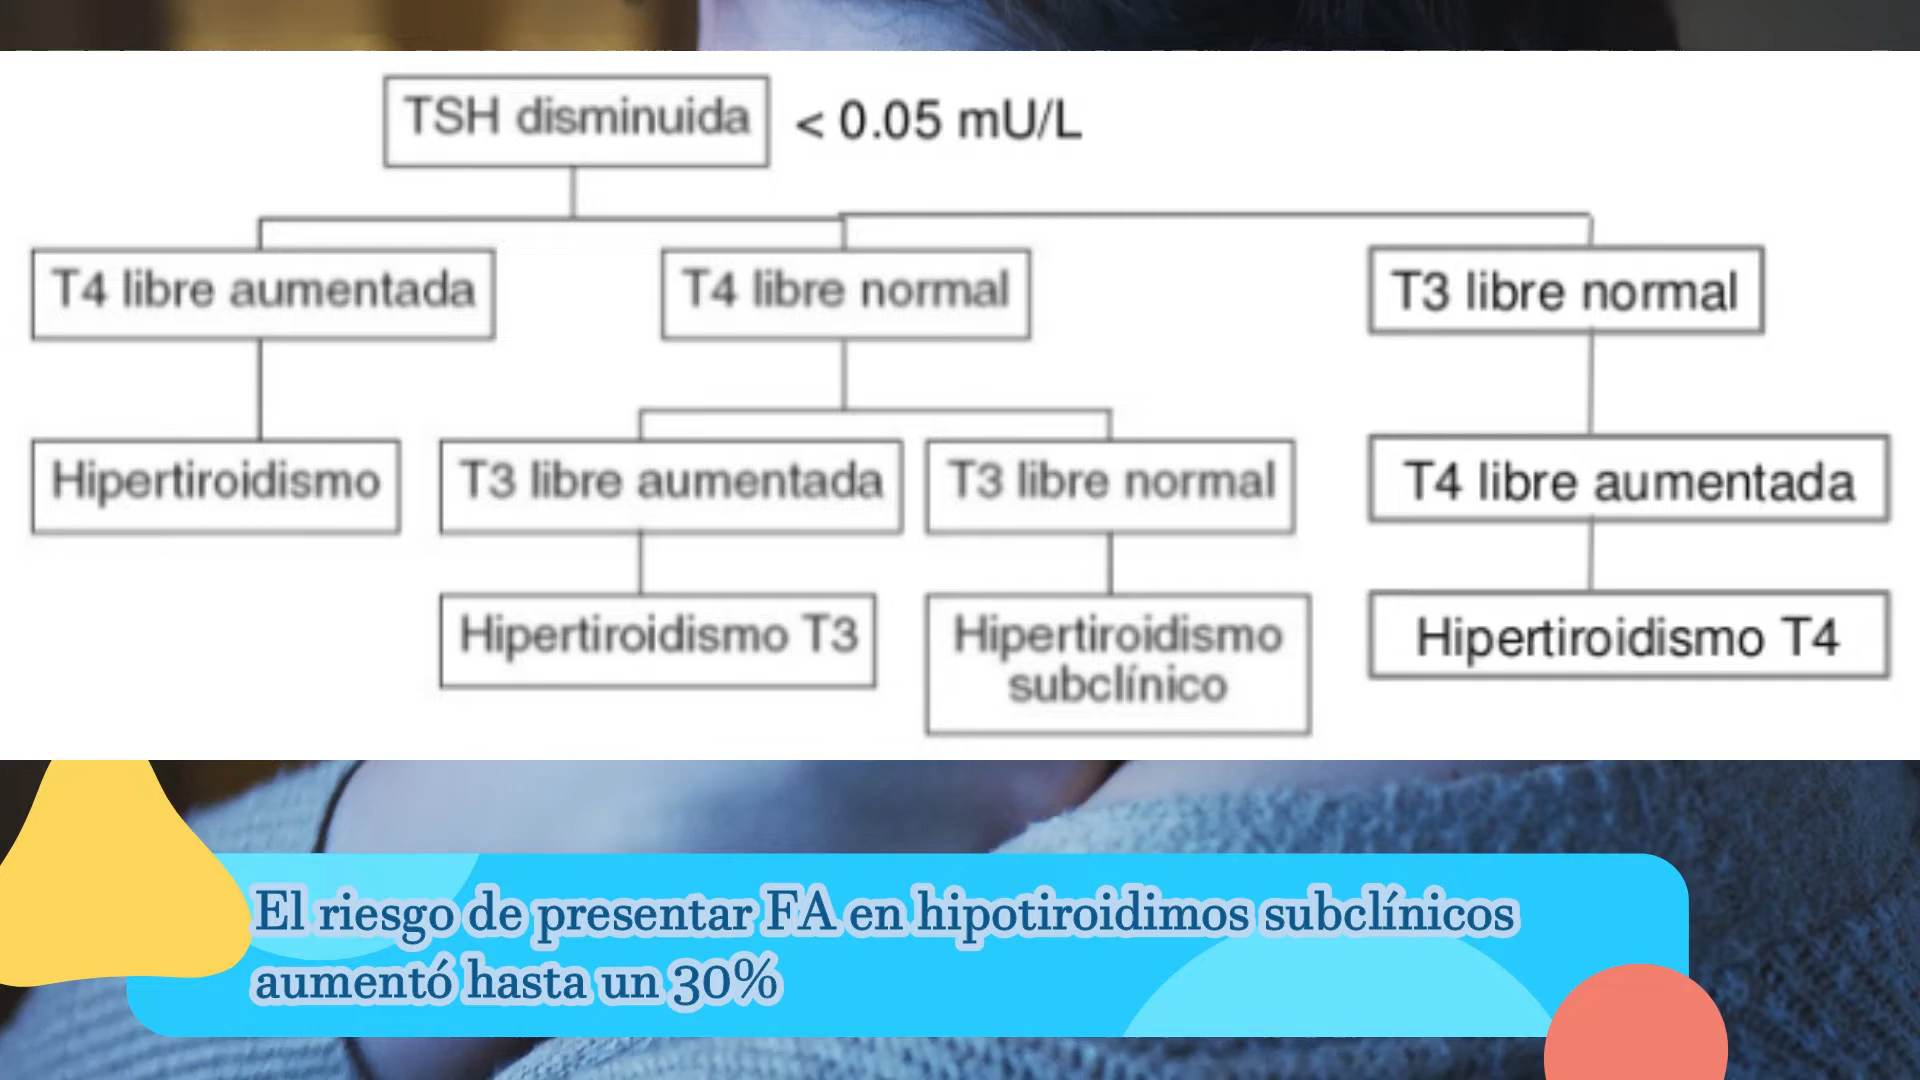 TSH disminuida
< 0.05 mU/L
T4 libre aumentada
T4 libre normal
T3 libre normal
Hipertiroidismo
T3 libre aumentada
T3 libre normal
T4 libre aumentada
Hipertiroidismo T3
Hipertiroidismo
subclínico
Hipertiroidismo T4
El riesgo de presentar FA en hipotiroidimos subclínicos
aumentó hasta un 30%